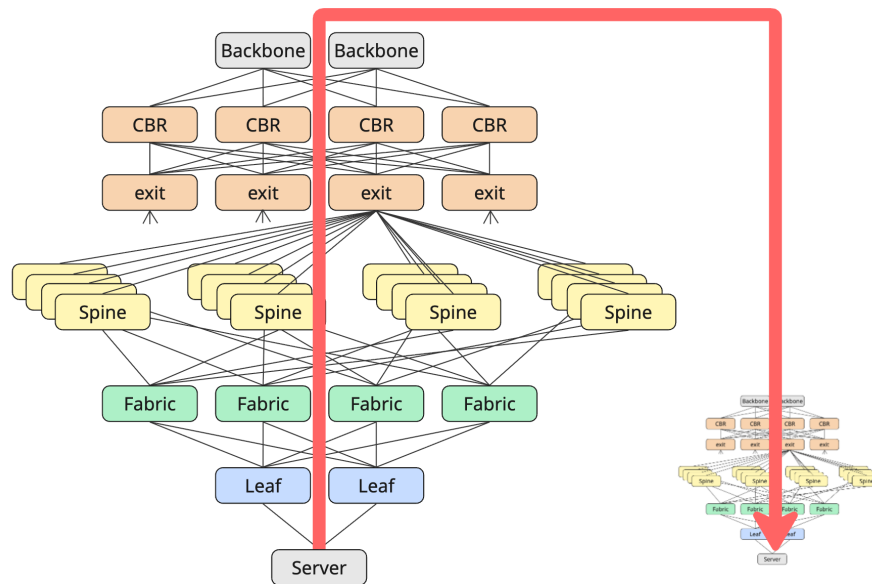 Backbone Backbone
CBR CBR CBR CBR
exit exit exit exit
Spine Spine Spine Spine
Fabric Fabric Fabric Fabric
Leaf Leaf
Server
Backbone Backbone
CBR CBR CBR CBR
exit exit exit exit
Spine Spine Spine Spine
Fabric Fabric Fabric Fabric
Leaf Leaf
Server